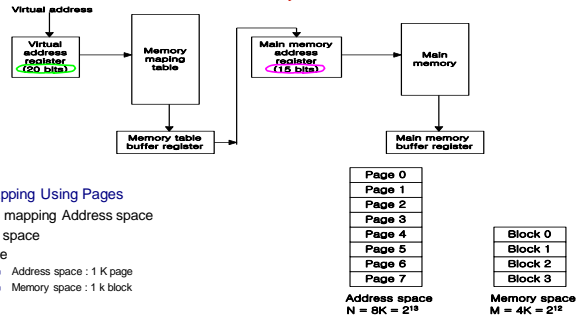 Virtual address
Virtual
address
register
(20 bits)
Memory
maping
table
Main memory
address
register
(15 bits)
Main
memory
Memory table
buffer register
Main memory
buffer register
pping Using Pages
mapping Address space
space
e
Address space : 1 K page
Memory space : 1 k block
Page 0
Page 1
Page 2
Page 3
Page 4
Page 5
Page 6
Page 7
Address space
N = 8K = 2¹³
Block 0
Block 1
Block 2
Block 3
Memory space
M = 4K = 2¹²